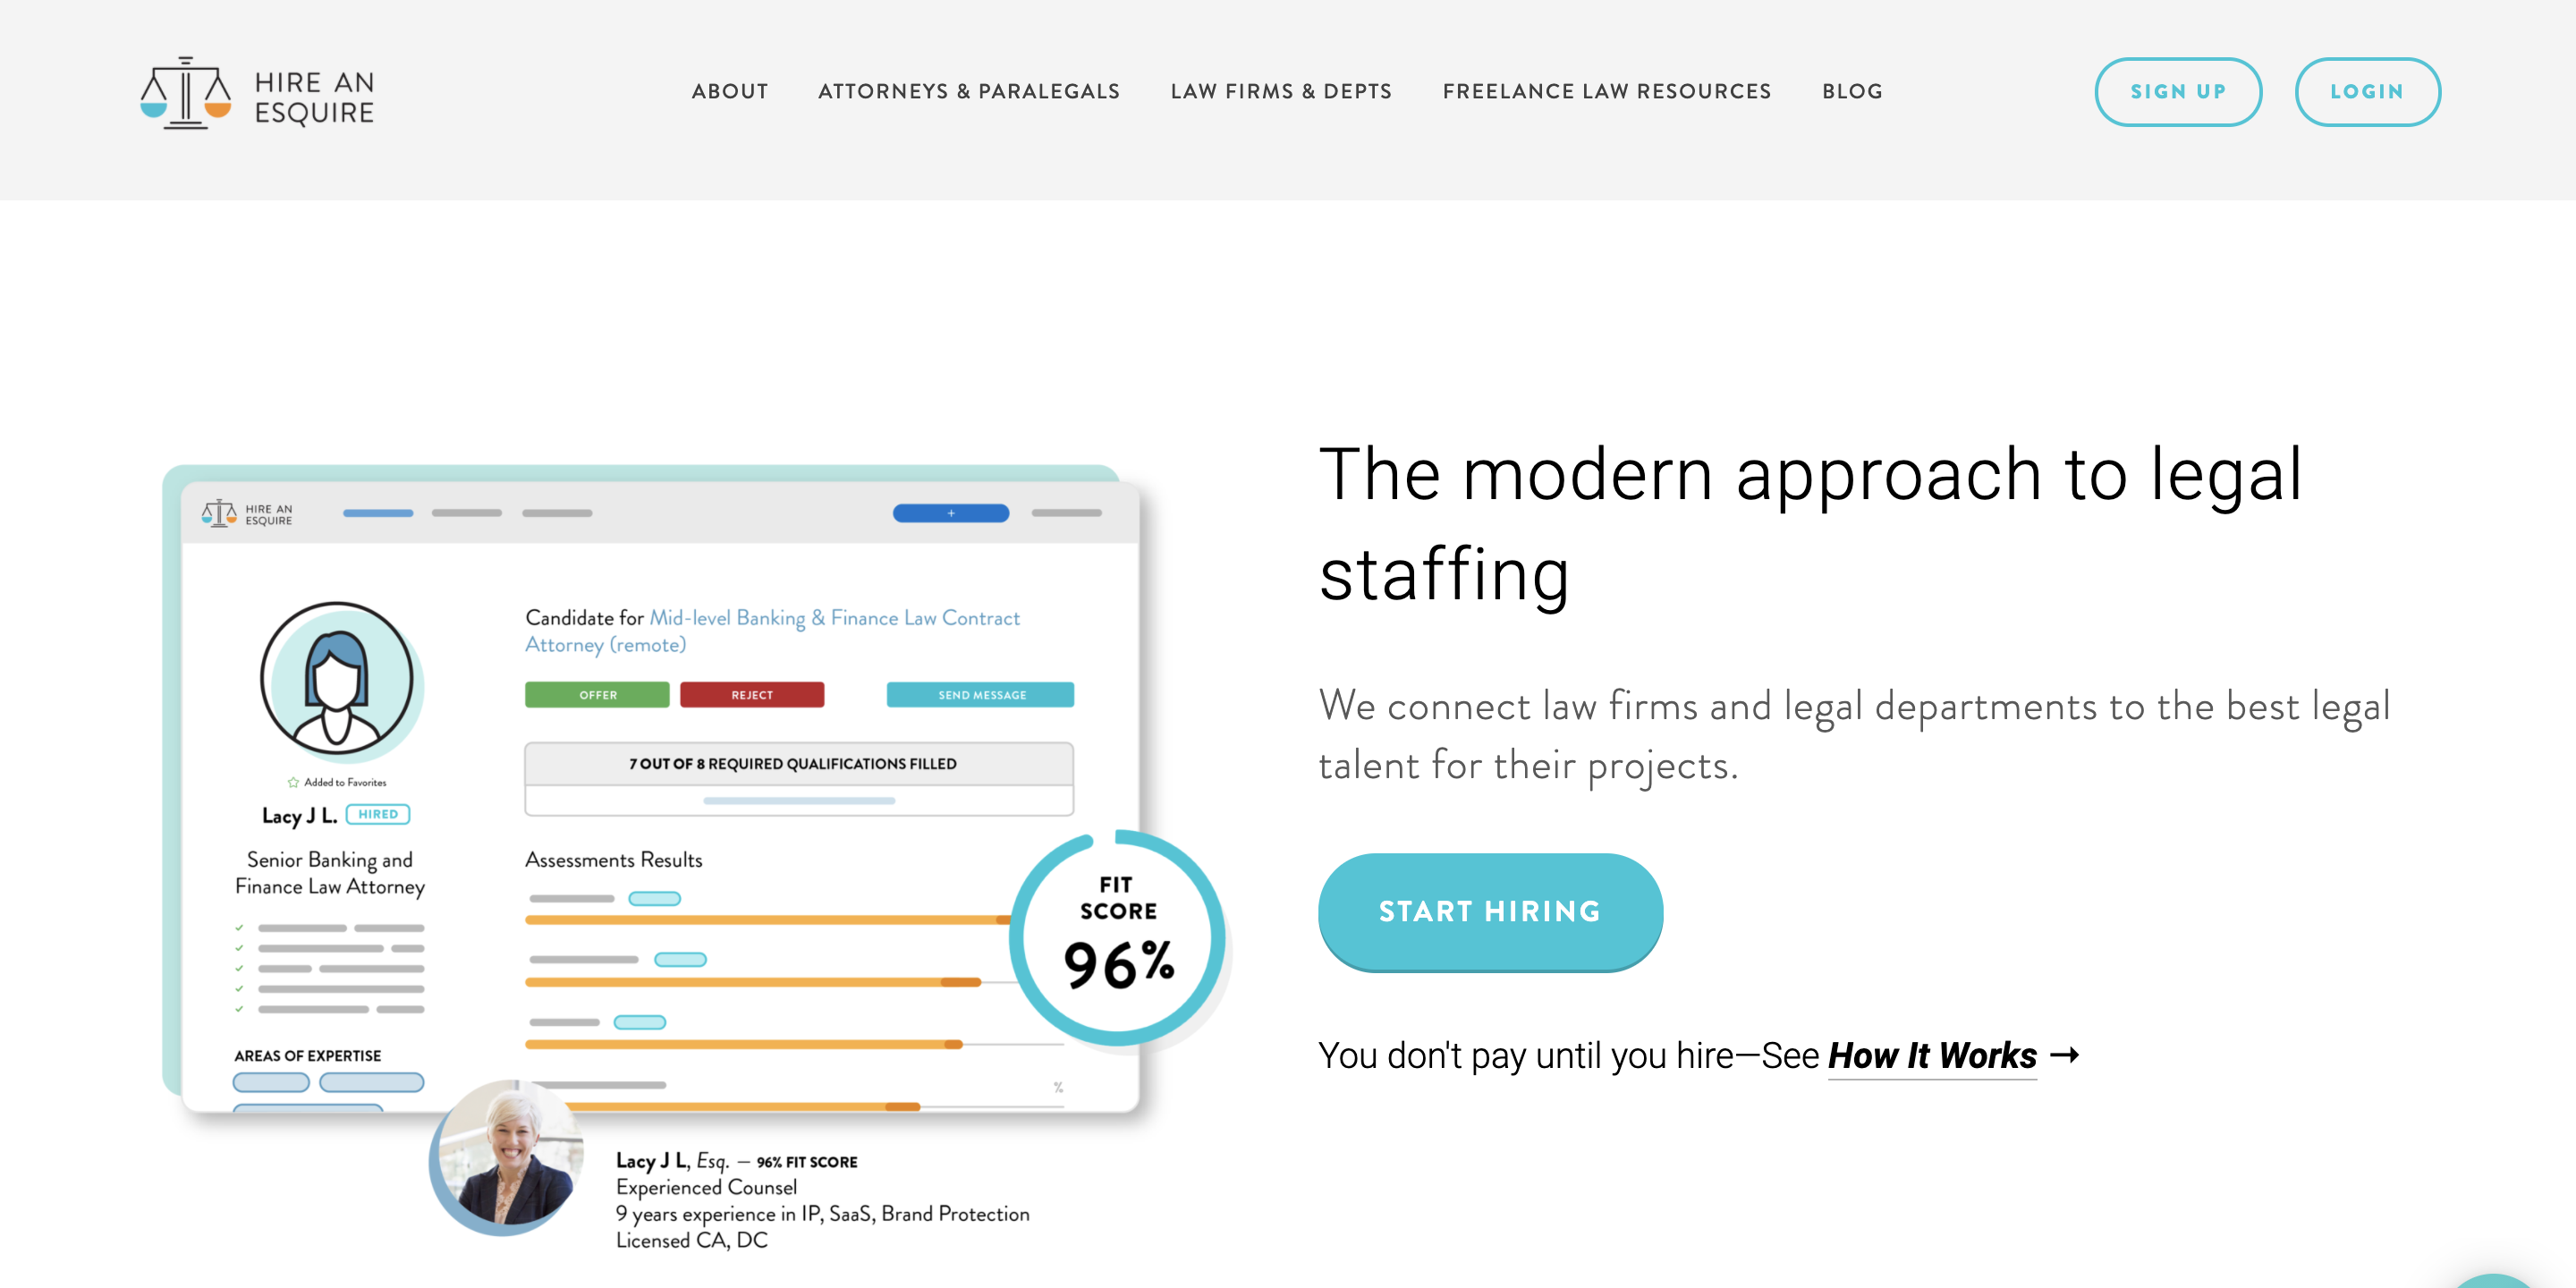 HIRE AN
ESQUIRE
ABOUT
ATTORNEYS & PARALEGALS
LAW FIRMS & DEPTS
FREELANCE LAW RESOURCES
BLOG
SIGN UP
LOGIN
HIRE AN
ESQUIRE
+
Added to Favorites
Lacy J L. HIRED
Senior Banking and
Finance Law Attorney
AREAS OF EXPERTISE
Candidate for Mid-level Banking & Finance Law Contract
Attorney (remote)
OFFER
REJECT
SEND MESSAGE
7 OUT OF 8 REQUIRED QUALIFICATIONS FILLED
Assessments Results
%
FIT
SCORE
96%
Lacy J L, Esq. — 96% FIT SCORE
Experienced Counsel
9 years experience in IP, SaaS, Brand Protection
Licensed CA, DC
The modern approach to legal
staffing
We connect law firms and legal departments to the best legal
talent for their projects.
START HIRING
You don't pay until you hire—See How It Works →